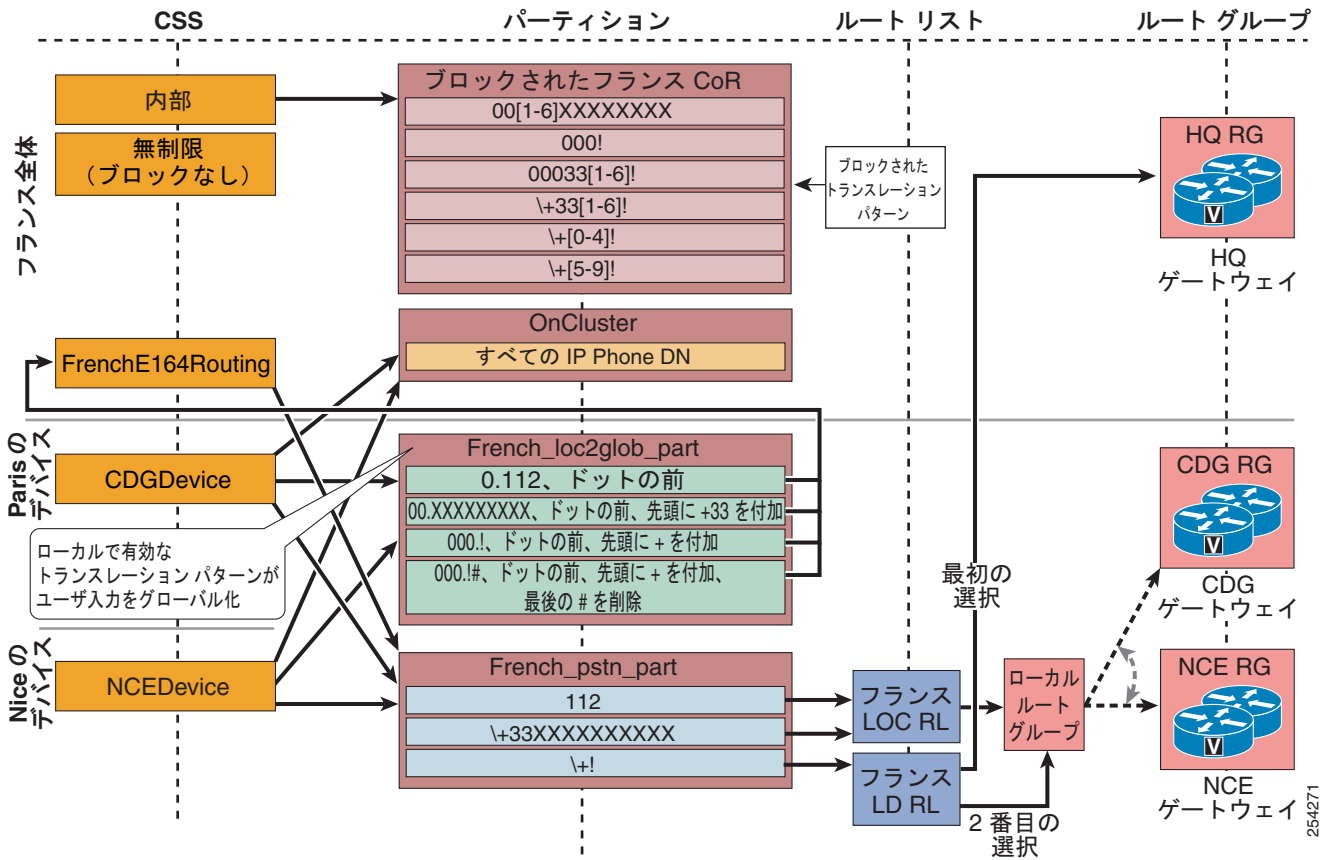 CSS
パーティション
ルート リスト
ルート グループ
フランス全体
内部
無制限
(ブロックなし)
ブロックされたフランス CoR
00[1-6]XXXXXXXX
000!
00033[1-6]!
\+33[1-6]!
\+[0-4]!
\+[5-9]!
ブロックされた
トランスレーション
パターン
HQ RG
V
HQ
ゲートウェイ
FrenchE164Routing
OnCluster
すべての IP Phone DN
Parisの
デバイス
CDGDevice
French_loc2glob_part
0.112、ドットの前
00.XXXXXXXXX、ドットの前、先頭に +33 を付加
000.!、ドットの前、先頭に + を付加
000.!#、ドットの前、先頭に + を付加、
最後の # を削除
ローカルで有効な
トランスレーション パターンが
ユーザ入力をグローバル化
CDG RG
V
CDG
ゲートウェイ
最初の
選択
Niceの
デバイス
NCEDevice
French_pstn_part
112
\+33XXXXXXXXXX
\+!
フランス
LOC RL
フランス
LD RL
ローカル
ルート
グループ
2 番目の
選択
NCE RG
V
NCE
ゲートウェイ
254271